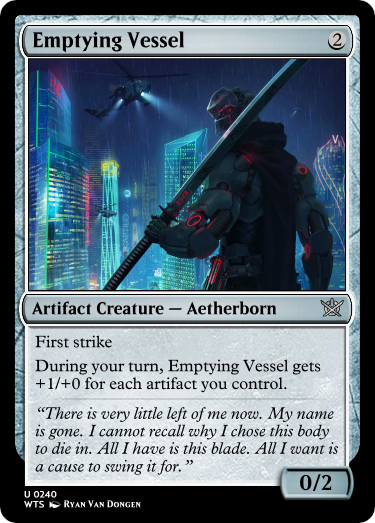 Emptying Vessel 2
Artifact Creature — Aetherborn
First strike
During your turn, Emptying Vessel gets
+1/+0 for each artifact you control.
“There is very little left of me now. My name
is gone. I cannot recall why I chose this body
to die in. All I have is this blade. All I want is
a cause to swing it for.”
0/2
U 0240
WTS Ryan Van Dongen